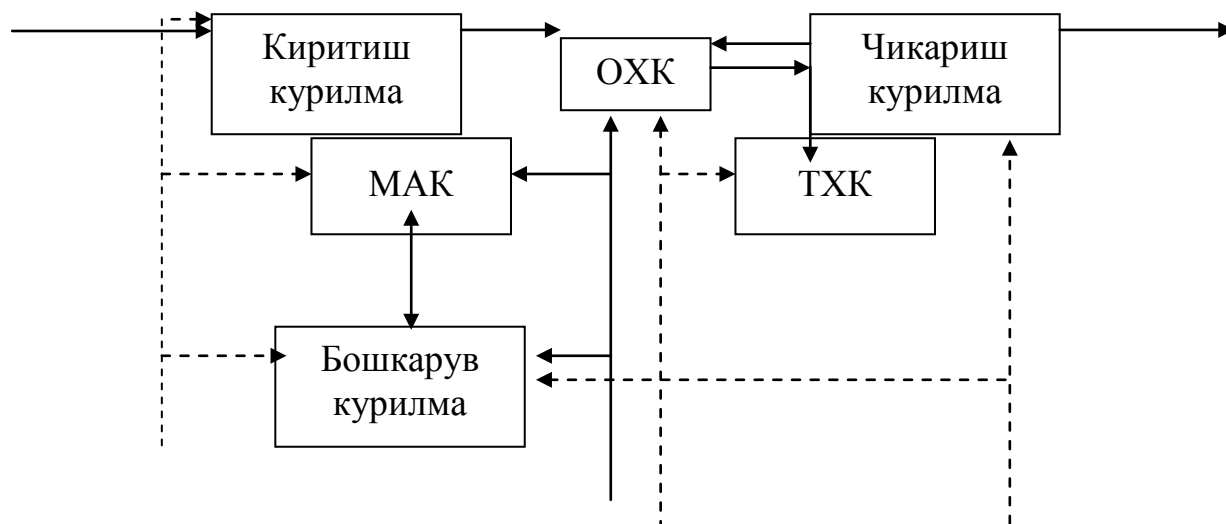 Киритиш
курилма
ОХК
Чикариш
курилма
МАК
ТХК
Бошкарув
курилма